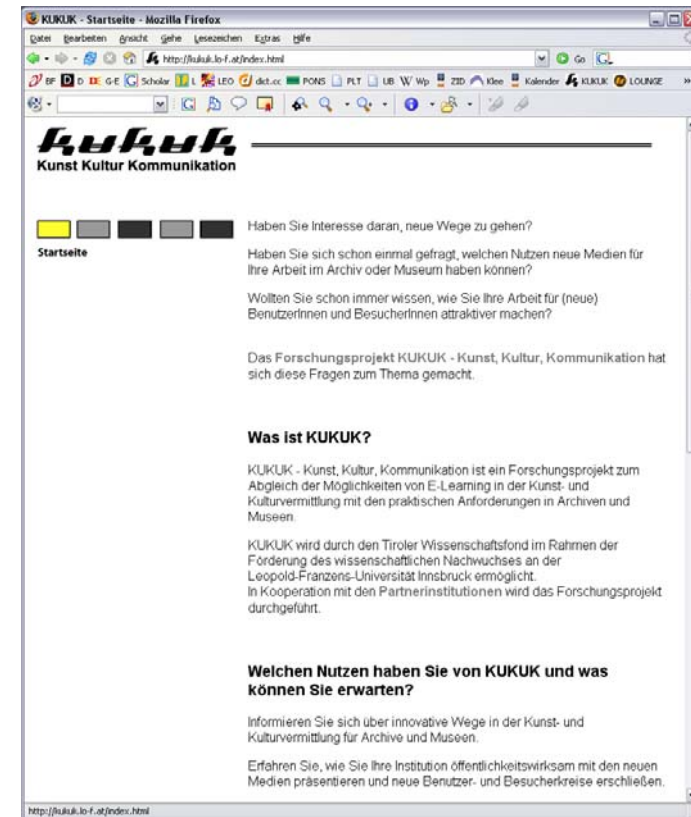 KUKUK - Startseite - Mozilla Firefox
Datei Bearbeiten Ansicht Gehe Lesezeichen Extras Hilfe
http://kukuk.lo-f.at/index.html Go
BF D D G-E Scholar L LEO dict.cc PONS PLT UB Wp ZID Klee Kalender KUKUK LOUNGE »
kukuk
Kunst Kultur Kommunikation
Startseite
Haben Sie Interesse daran, neue Wege zu gehen?
Haben Sie sich schon einmal gefragt, welchen Nutzen neue Medien für
Ihre Arbeit im Archiv oder Museum haben können?
Wollten Sie schon immer wissen, wie Sie Ihre Arbeit für (neue)
BenutzerInnen und BesucherInnen attraktiver machen?
Das Forschungsprojekt KUKUK - Kunst, Kultur, Kommunikation hat
sich diese Fragen zum Thema gemacht.
Was ist KUKUK?
KUKUK - Kunst, Kultur, Kommunikation ist ein Forschungsprojekt zum
Abgleich der Möglichkeiten von E-Learning in der Kunst- und
Kulturvermittlung mit den praktischen Anforderungen in Archiven und
Museen.
KUKUK wird durch den Tiroler Wissenschaftsfond im Rahmen der
Förderung des wissenschaftlichen Nachwuchses an der
Leopold-Franzens-Universität Innsbruck ermöglicht.
In Kooperation mit den Partnerinstitutionen wird das Forschungsprojekt
durchgeführt.
Welchen Nutzen haben Sie von KUKUK und was
können Sie erwarten?
Informieren Sie sich über innovative Wege in der Kunst- und
Kulturvermittlung für Archive und Museen.
Erfahren Sie, wie Sie Ihre Institution öffentlichkeitswirksam mit den neuen
Medien präsentieren und neue Benutzer- und Besucherkreise erschließen.
http://kukuk.lo-f.at/index.html